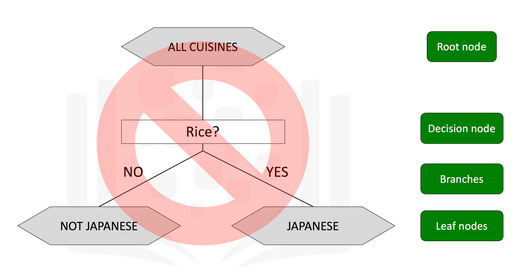 ALL CUISINES
Root node
Rice?
Decision node
NO
YES
Branches
NOT JAPANESE
JAPANESE
Leaf nodes